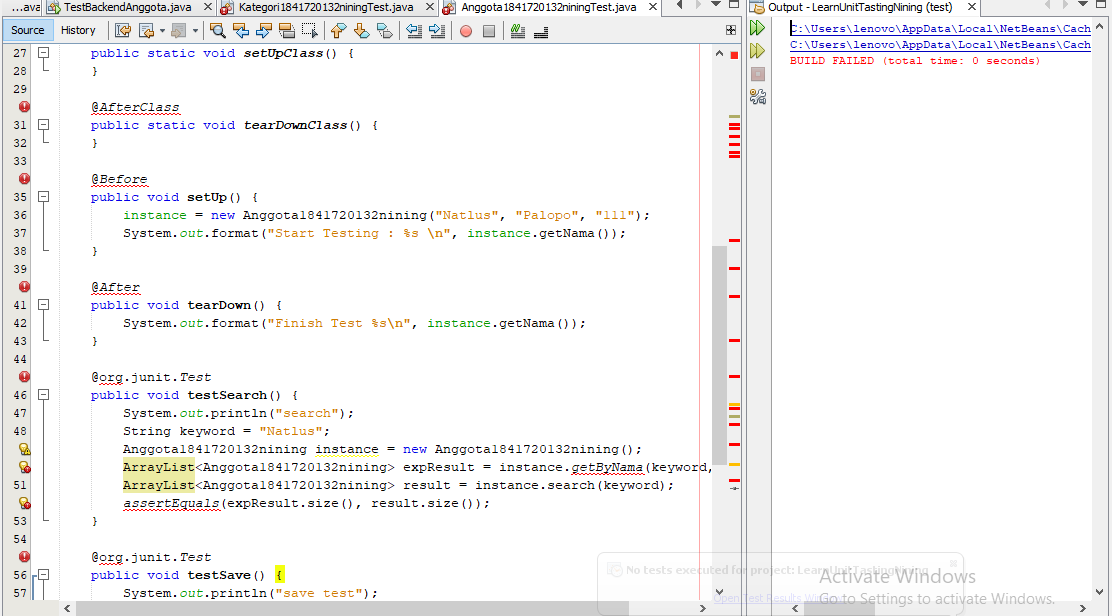 ...ava TestBackendAnggota.java Kategori1841720132niningTest.java Anggota1841720132niningTest.java Output - LearnUnitTastingNining (test)
Source History
27 public static void setUpClass() {
28 }
29
@AfterClass
31 public static void tearDownClass() {
32 }
33
@Before
35 public void setUp() {
36 instance = new Anggota1841720132nining("Natlus", "Palopo", "111");
37 System.out.format("Start Testing : %s \n", instance.getNama());
38 }
39
@After
41 public void tearDown() {
42 System.out.format("Finish Test %s\n", instance.getNama());
43 }
44
@org.junit.Test
46 public void testSearch() {
47 System.out.println("search");
48 String keyword = "Natlus";
Anggota1841720132nining instance = new Anggota1841720132nining();
ArrayList<Anggota1841720132nining> expResult = instance.getByNama(keyword,
51 ArrayList<Anggota1841720132nining> result = instance.search(keyword);
assertEquals(expResult.size(), result.size());
53 }
54
@org.junit.Test
56 public void testSave() {
57 System.out.println("save test");
C:\Users\lenovo\AppData\Local\NetBeans\Cach
C:\Users\lenovo\AppData\Local\NetBeans\Cach
BUILD FAILED (total time: 0 seconds)
No tests executed for project: LearnUnitTastingNining
Open Test Results Window
Activate Windows
Go to Settings to activate Windows.